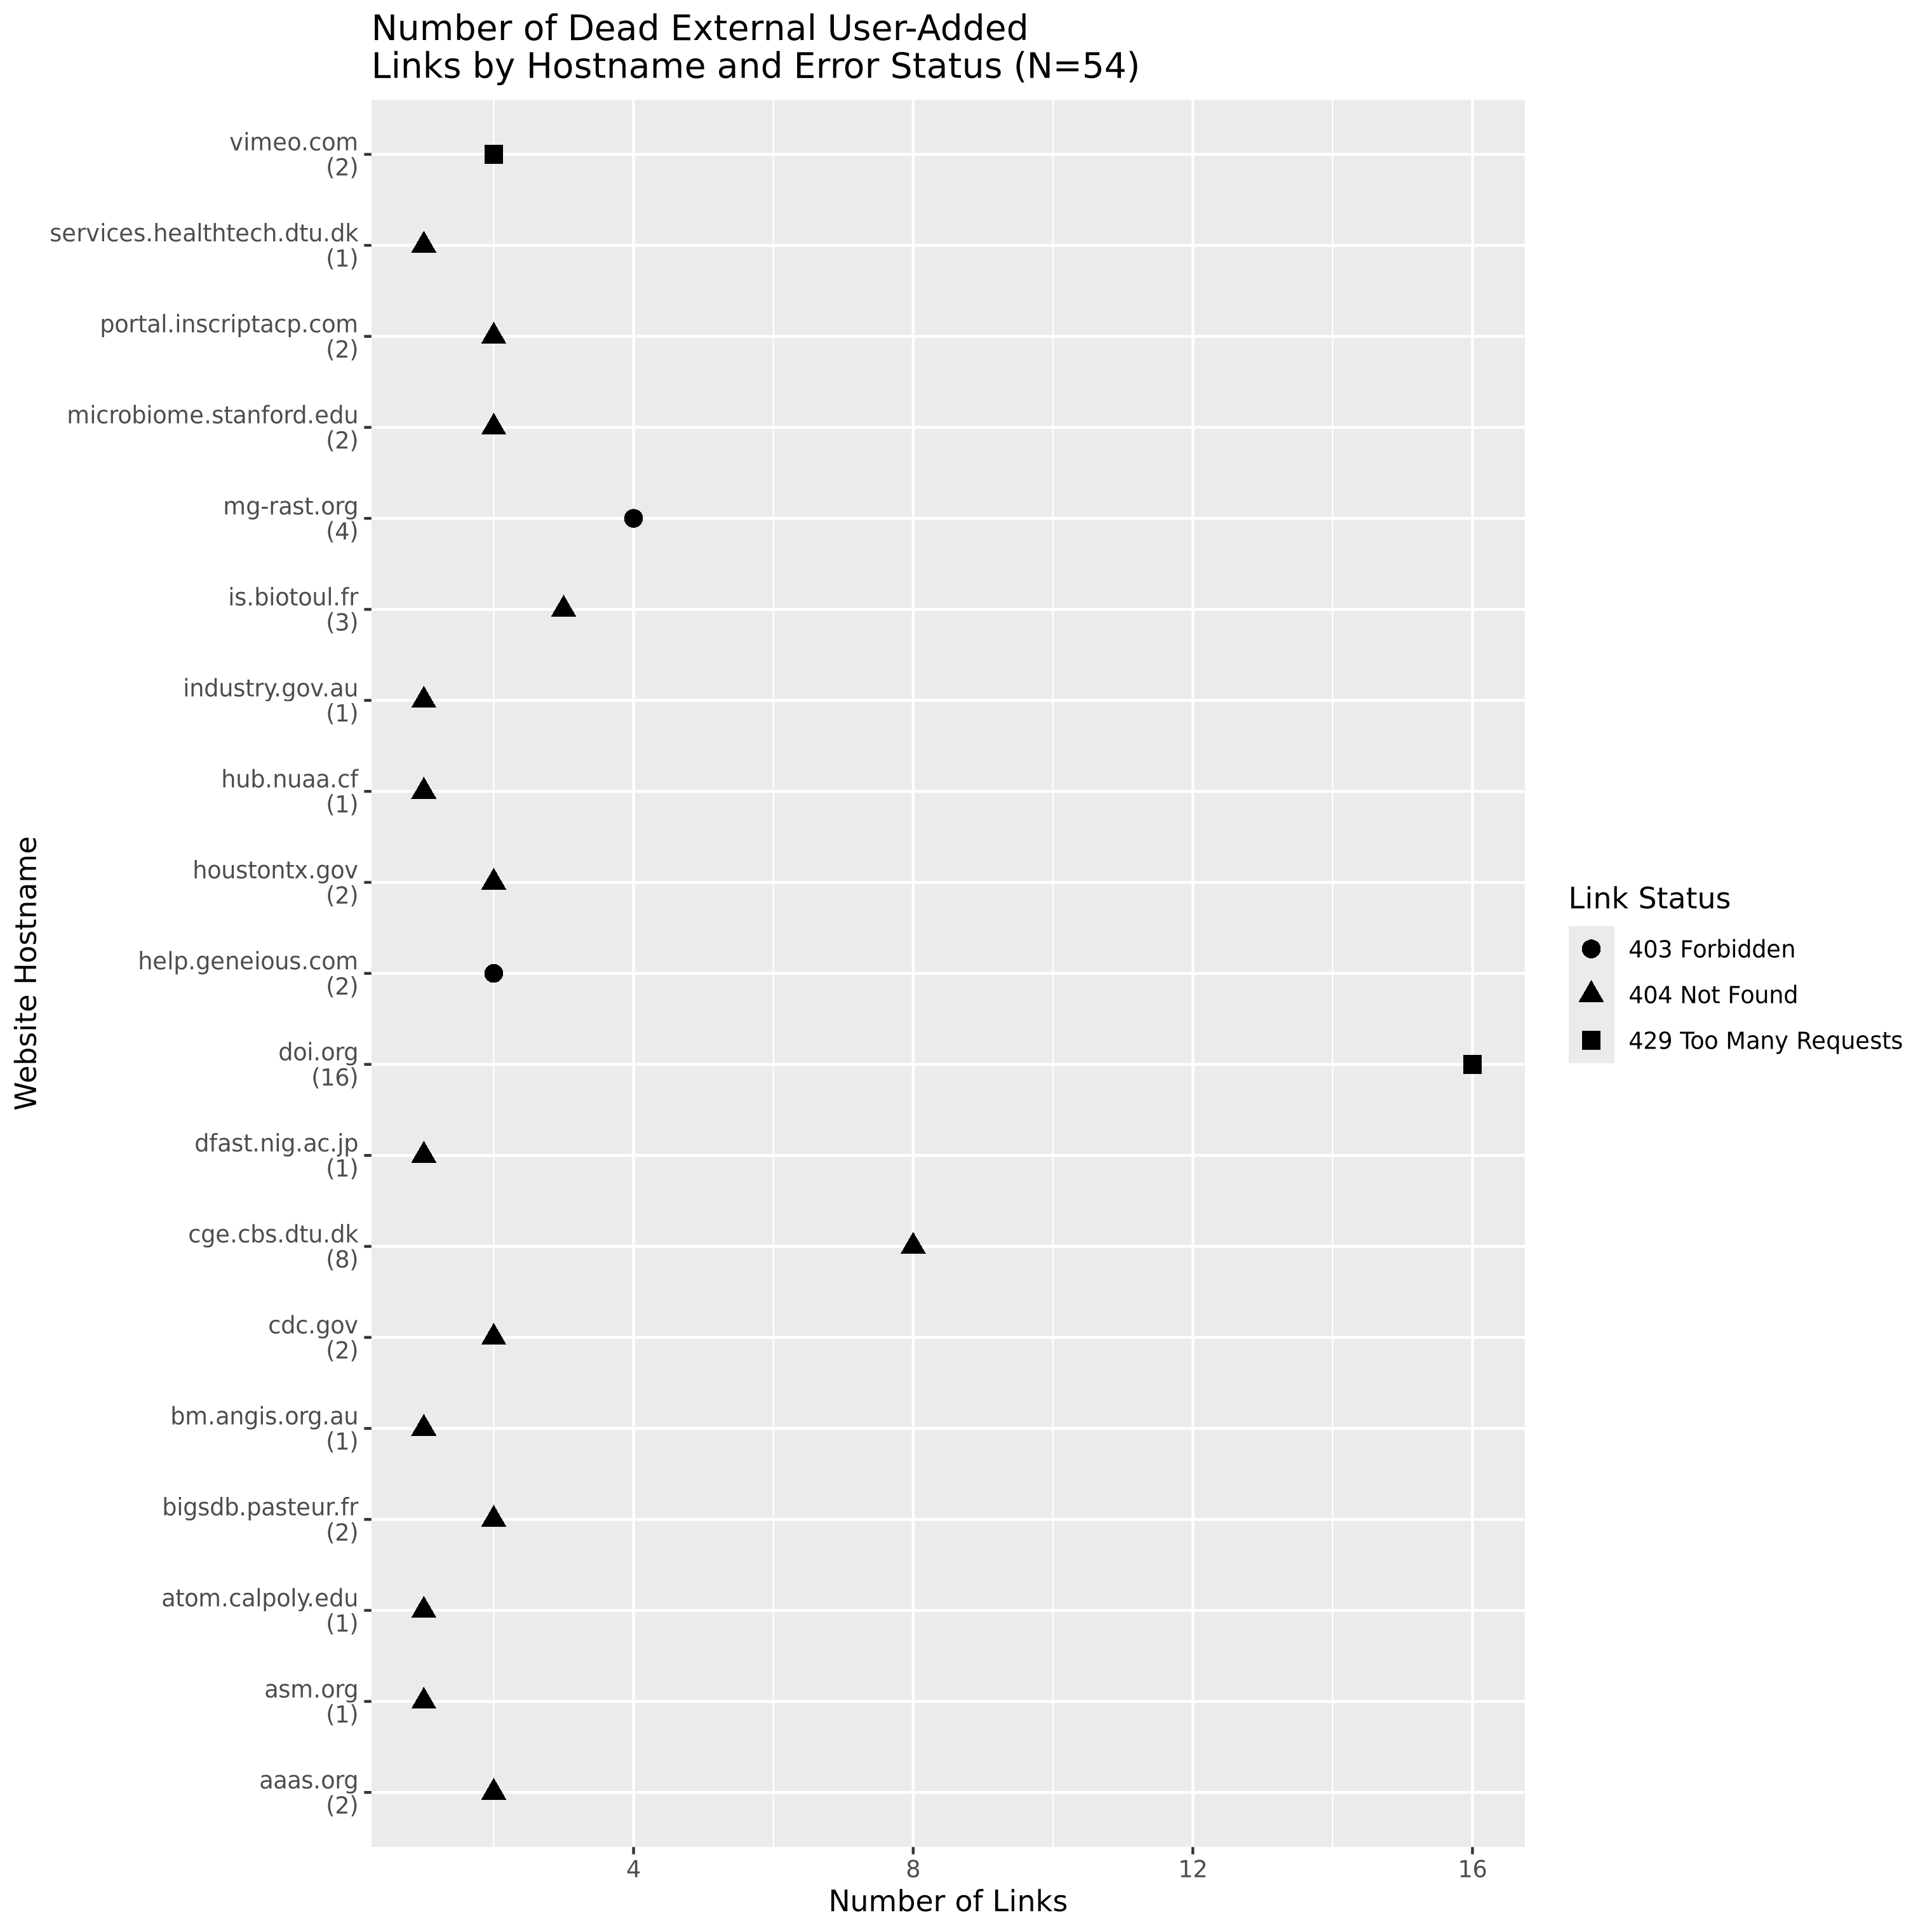 Number of Dead External User-Added
Links by Hostname and Error Status (N=54)
vimeo.com
(2)
services.healthtech.dtu.dk
(1)
portal.inscriptacp.com
(2)
microbiome.stanford.edu
(2)
mg-rast.org
(4)
is.biotoul.fr
(3)
industry.gov.au
(1)
hub.nuaa.cf
(1)
houstontx.gov
(2)
help.geneious.com
(2)
doi.org
(16)
dfast.nig.ac.jp
(1)
cge.cbs.dtu.dk
(8)
cdc.gov
(2)
bm.angis.org.au
(1)
bigsdb.pasteur.fr
(2)
atom.calpoly.edu
(1)
asm.org
(1)
aaas.org
(2)
Website Hostname
4 8 12 16
Number of Links
Link Status
403 Forbidden
404 Not Found
429 Too Many Requests